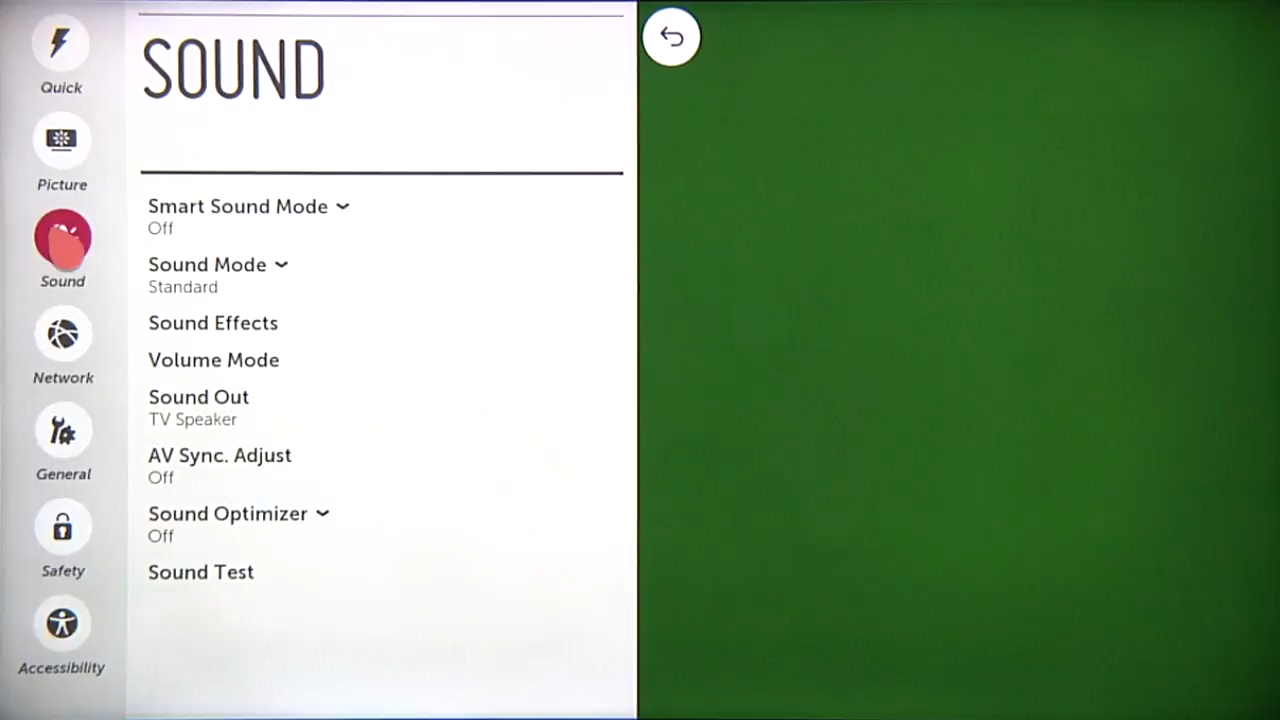 Quick
Picture
Sound
Network
General
Safety
Accessibility
SOUND
Smart Sound Mode
Off
Sound Mode
Standard
Sound Effects
Volume Mode
Sound Out
TV Speaker
AV Sync. Adjust
Off
Sound Optimizer
Off
Sound Test